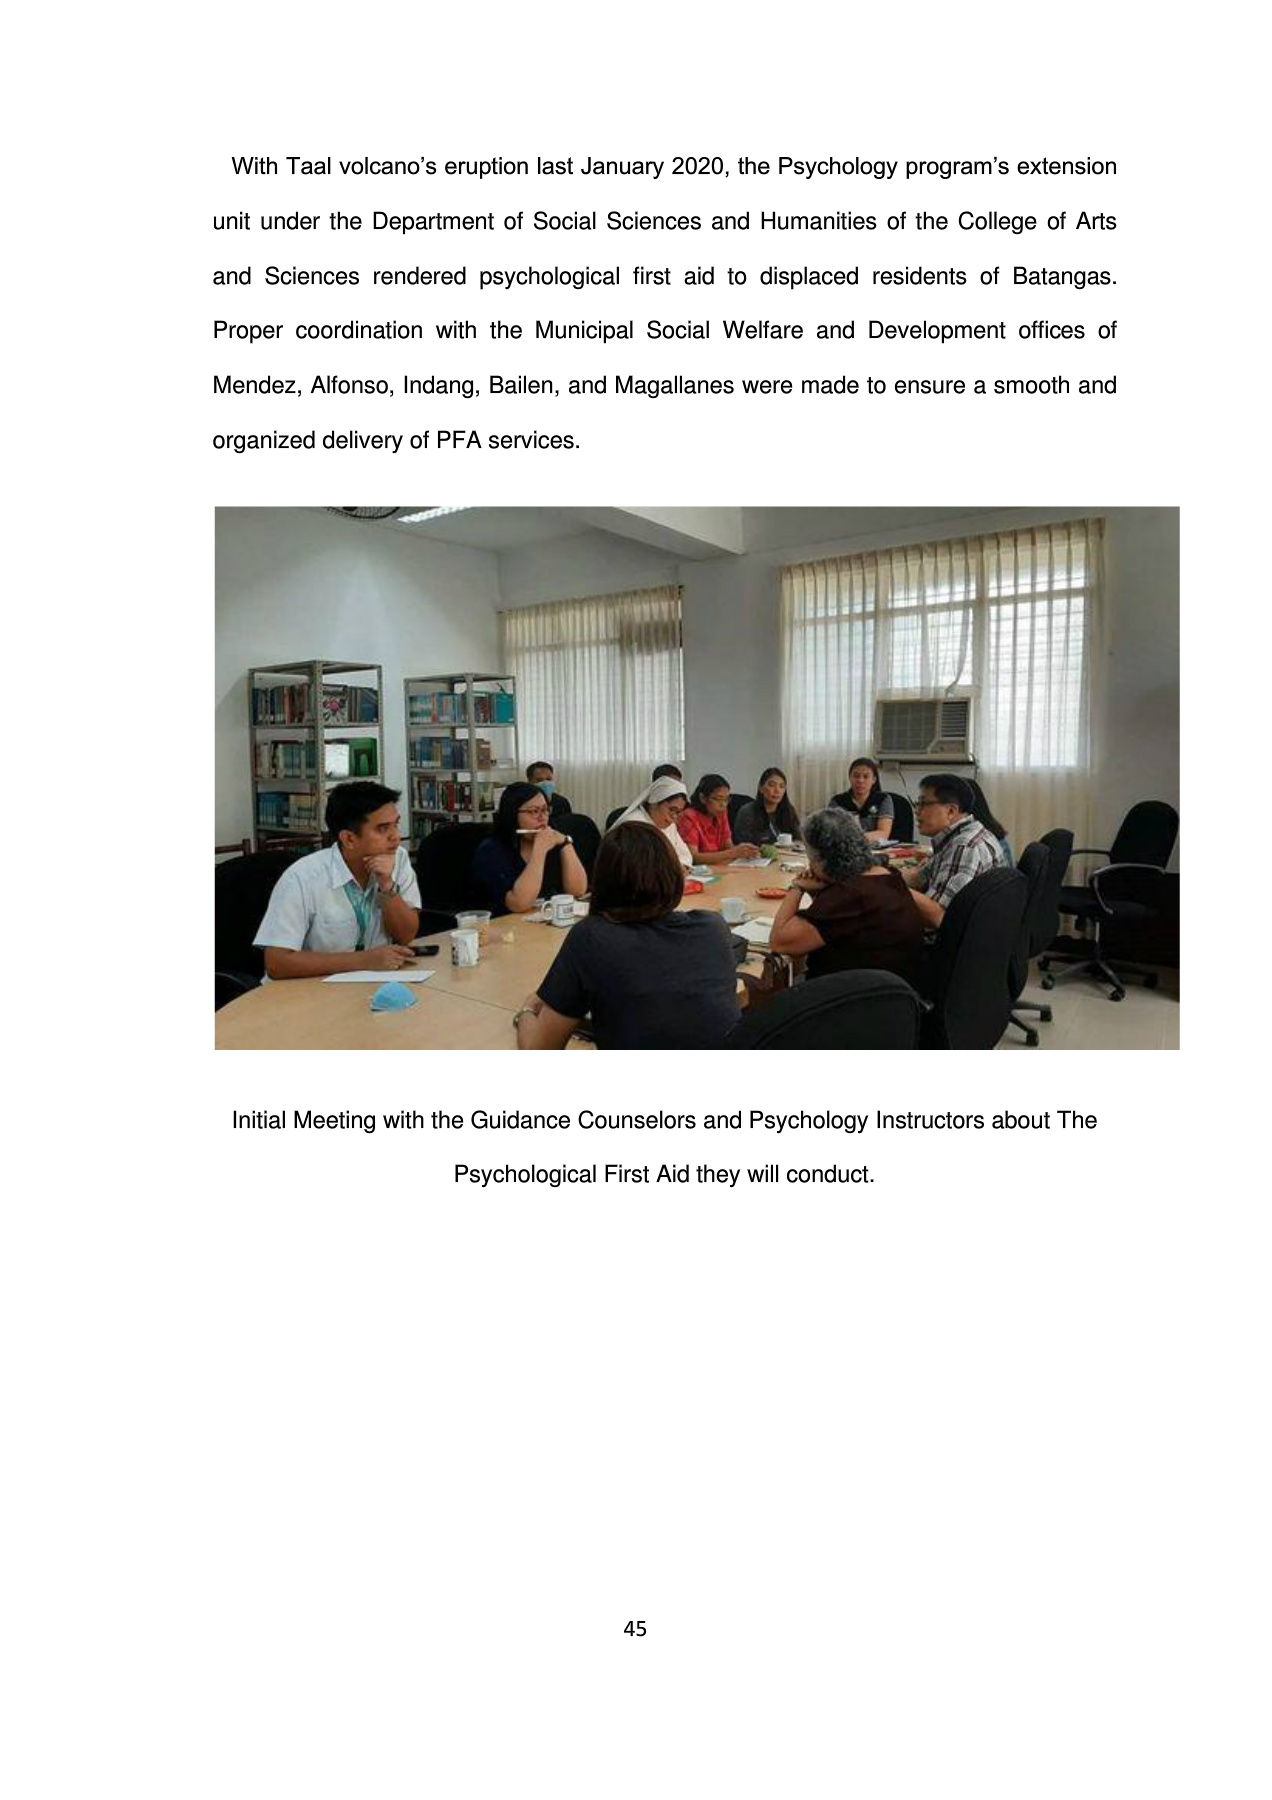 With Taal volcano’s eruption last January 2020, the Psychology program’s extension
unit under the Department of Social Sciences and Humanities of the College of Arts
and Sciences rendered psychological first aid to displaced residents of Batangas.
Proper coordination with the Municipal Social Welfare and Development offices of
Mendez, Alfonso, Indang, Bailen, and Magallanes were made to ensure a smooth and
organized delivery of PFA services.
Initial Meeting with the Guidance Counselors and Psychology Instructors about The
Psychological First Aid they will conduct.
45